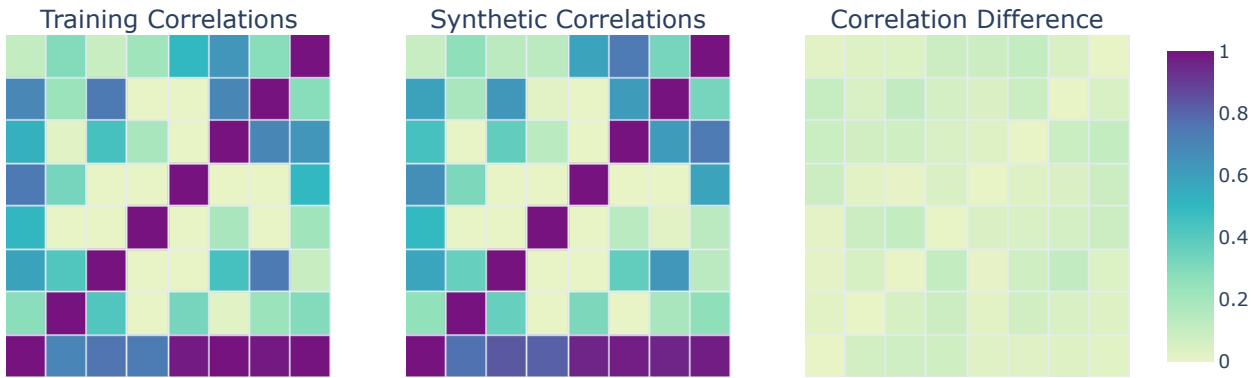 Training Correlations
Synthetic Correlations
Correlation Difference
1
0.8
0.6
0.4
0.2
0